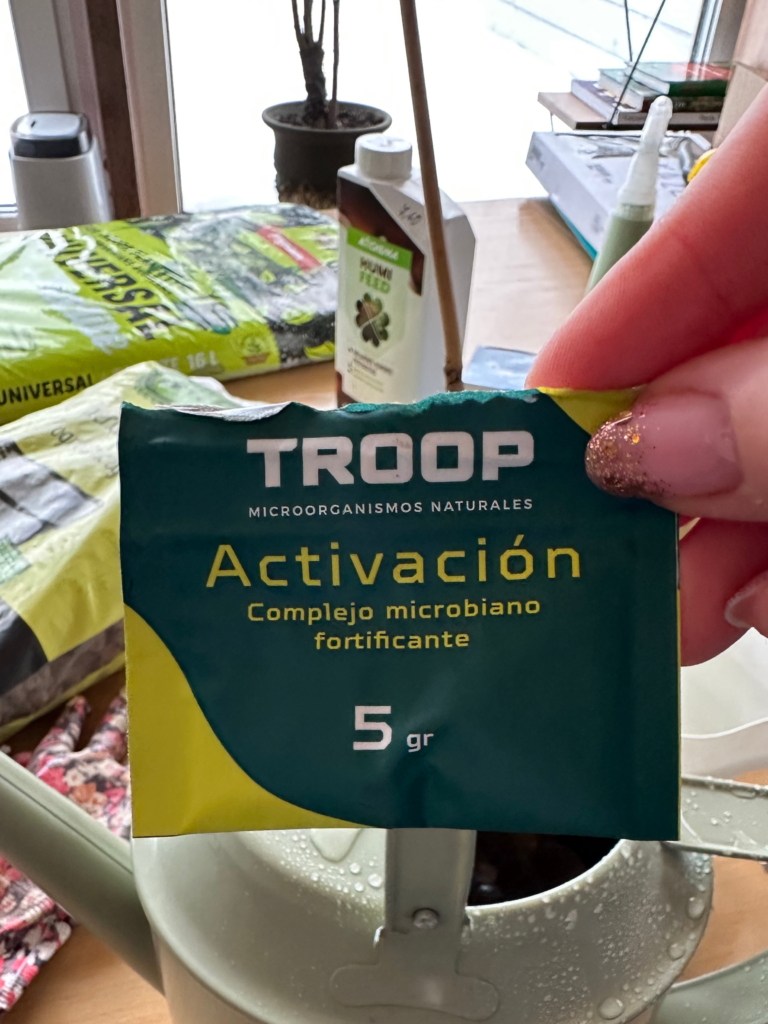 UNIVERSAL
16 L
HUMI
FEED
TROOP
MICROORGANISMOS NATURALES
Activación
Complejo microbiano
fortificante
5 gr